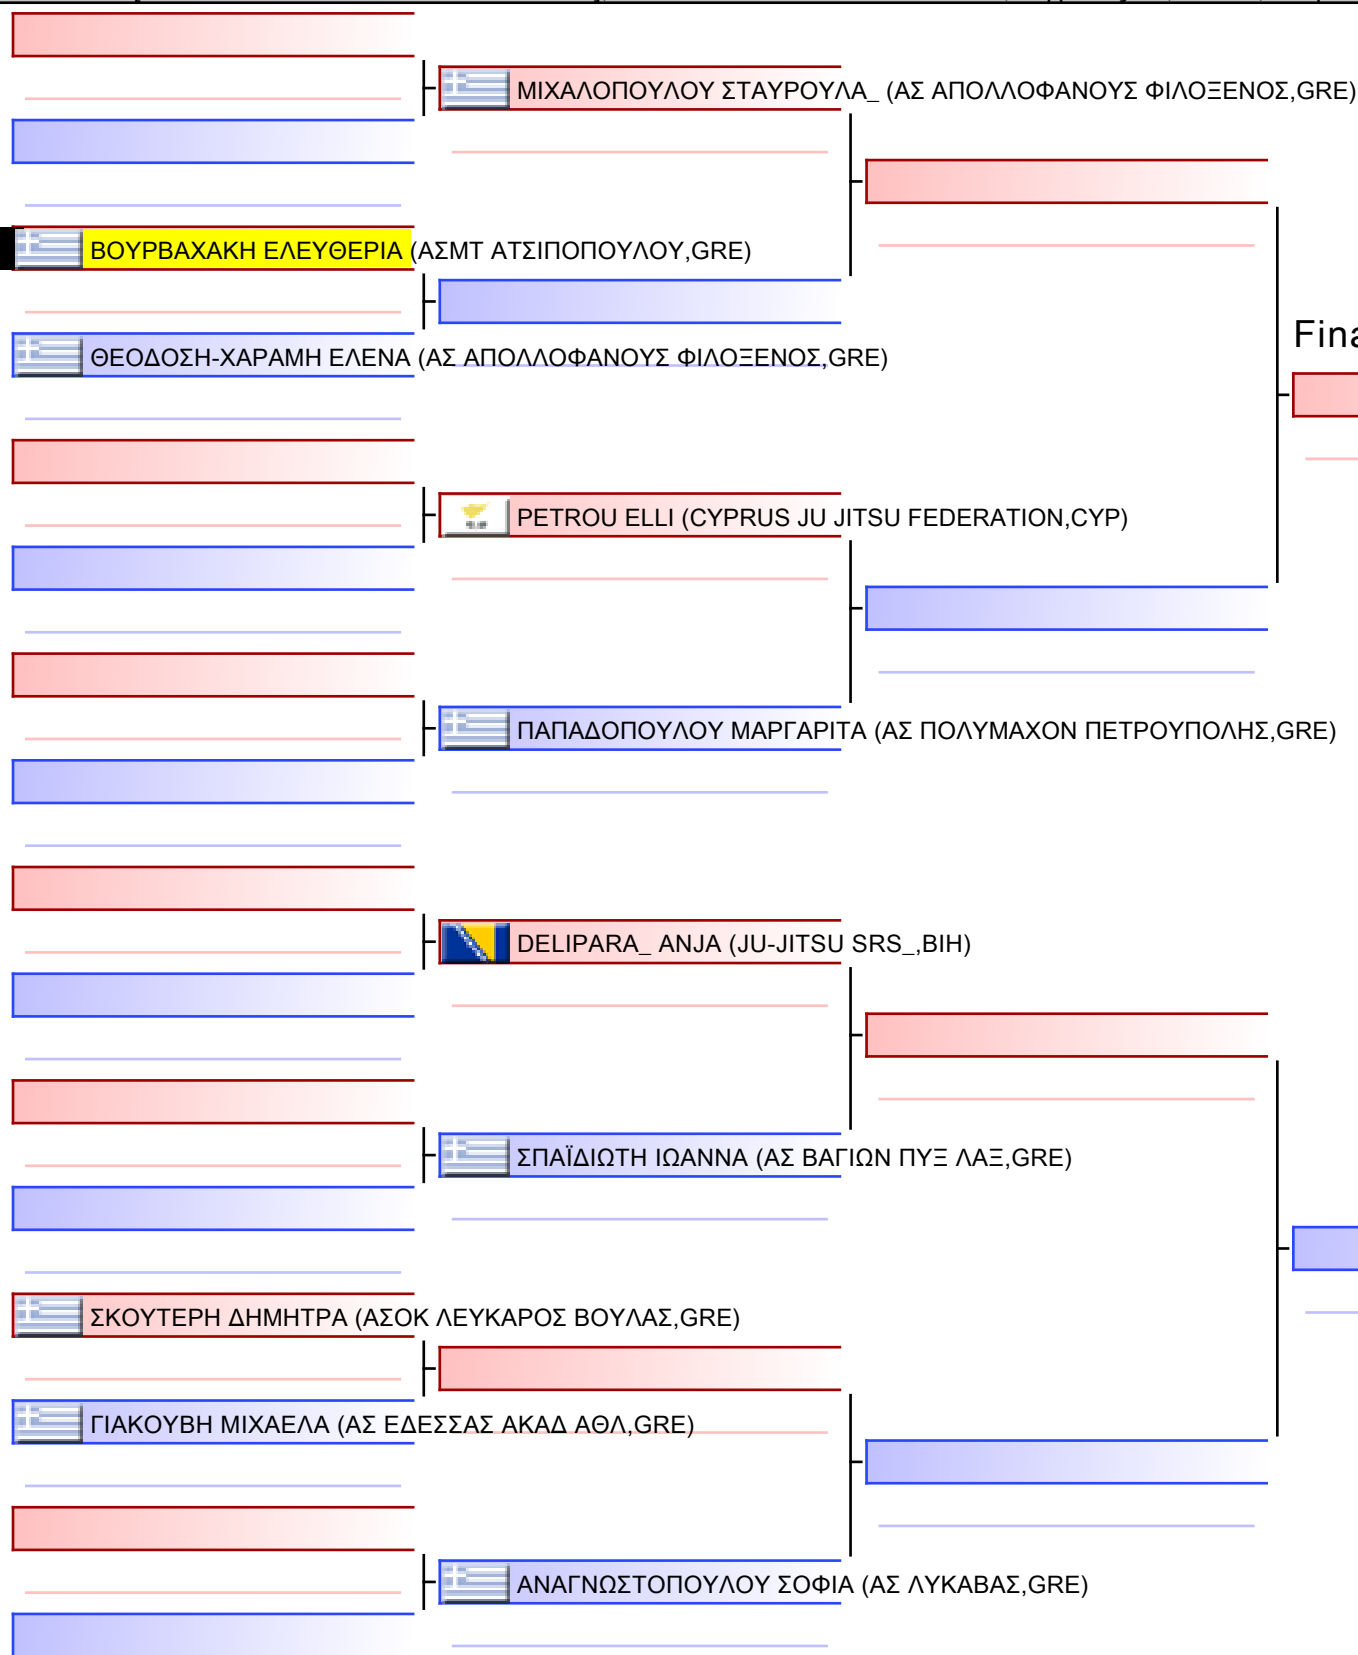 ΜΙΧΑΛΟΠΟΥΛΟΥ ΣΤΑΥΡΟΥΛΑ_ (ΑΣ ΑΠΟΛΛΟΦΑΝΟΥΣ ΦΙΛΟΞΕΝΟΣ,GRE)
ΒΟΥΡΒΑΧΑΚΗ ΕΛΕΥΘΕΡΙΑ (ΑΣΜΤ ΑΤΣΙΠΟΠΟΥΛΟΥ,GRE)
ΘΕΟΔΟΣΗ-ΧΑΡΑΜΗ ΕΛΕΝΑ (ΑΣ ΑΠΟΛΛΟΦΑΝΟΥΣ ΦΙΛΟΞΕΝΟΣ,GRE)
Fina
PETROU ELLI (CYPRUS JU JITSU FEDERATION,CYP)
ΠΑΠΑΔΟΠΟΥΛΟΥ ΜΑΡΓΑΡΙΤΑ (ΑΣ ΠΟΛΥΜΑΧΟΝ ΠΕΤΡΟΥΠΟΛΗΣ,GRE)
DELIPARA_ ANJA (JU-JITSU SRS_,BIH)
ΣΠΑΪΔΙΩΤΗ ΙΩΑΝΝΑ (ΑΣ ΒΑΓΙΩΝ ΠΥΞ ΛΑΞ,GRE)
ΣΚΟΥΤΕΡΗ ΔΗΜΗΤΡΑ (ΑΣΟΚ ΛΕΥΚΑΡΟΣ ΒΟΥΛΑΣ,GRE)
ΓΙΑΚΟΥΒΗ ΜΙΧΑΕΛΑ (ΑΣ ΕΔΕΣΣΑΣ ΑΚΑΔ ΑΘΛ,GRE)
ΑΝΑΓΝΩΣΤΟΠΟΥΛΟΥ ΣΟΦΙΑ (ΑΣ ΛΥΚΑΒΑΣ,GRE)